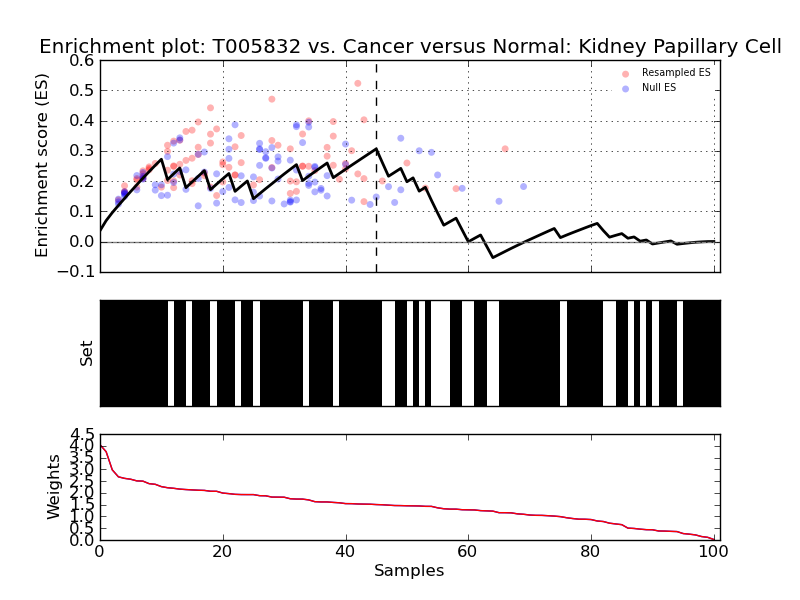 Enrichment plot: T005832 vs. Cancer versus Normal: Kidney Papillary Cell
Enrichment score (ES)
0.6
0.5
0.4
0.3
0.2
0.1
0.0
−0.1
Resampled ES
Null ES
Set
Weights
4.5
4.0
3.5
3.0
2.5
2.0
1.5
1.0
0.5
0.0
0 20 40 60 80 100
Samples